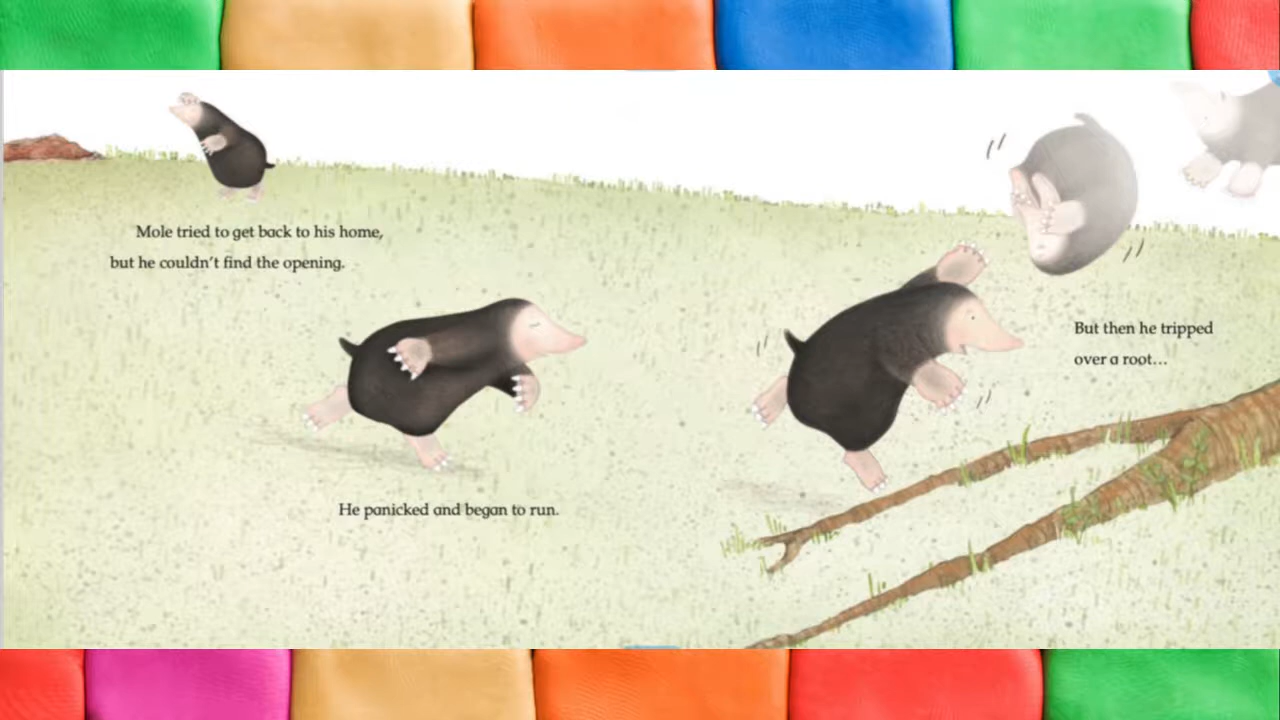 Mole tried to get back to his home,
but he couldn't find the opening.
He panicked and began to run.
But then he tripped
over a root...